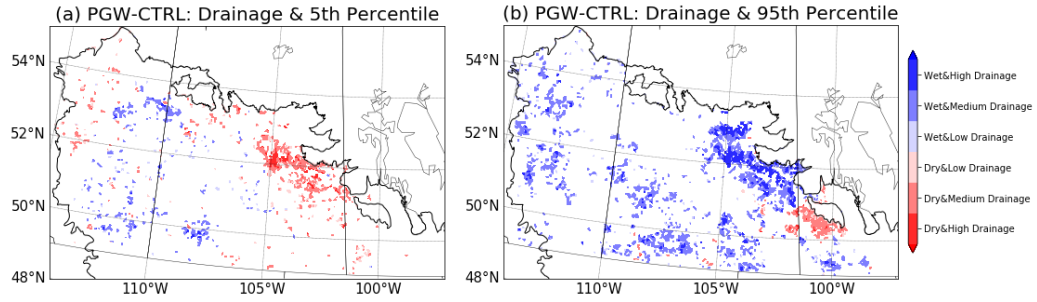 (a) PGW-CTRL: Drainage & 5th Percentile
(b) PGW-CTRL: Drainage & 95th Percentile
54°N
52°N
50°N
48°N
110°W
105°W
100°W
54°N
52°N
50°N
48°N
110°W
105°W
100°W
Wet&High Drainage
Wet&Medium Drainage
Wet&Low Drainage
Dry&Low Drainage
Dry&Medium Drainage
Dry&High Drainage